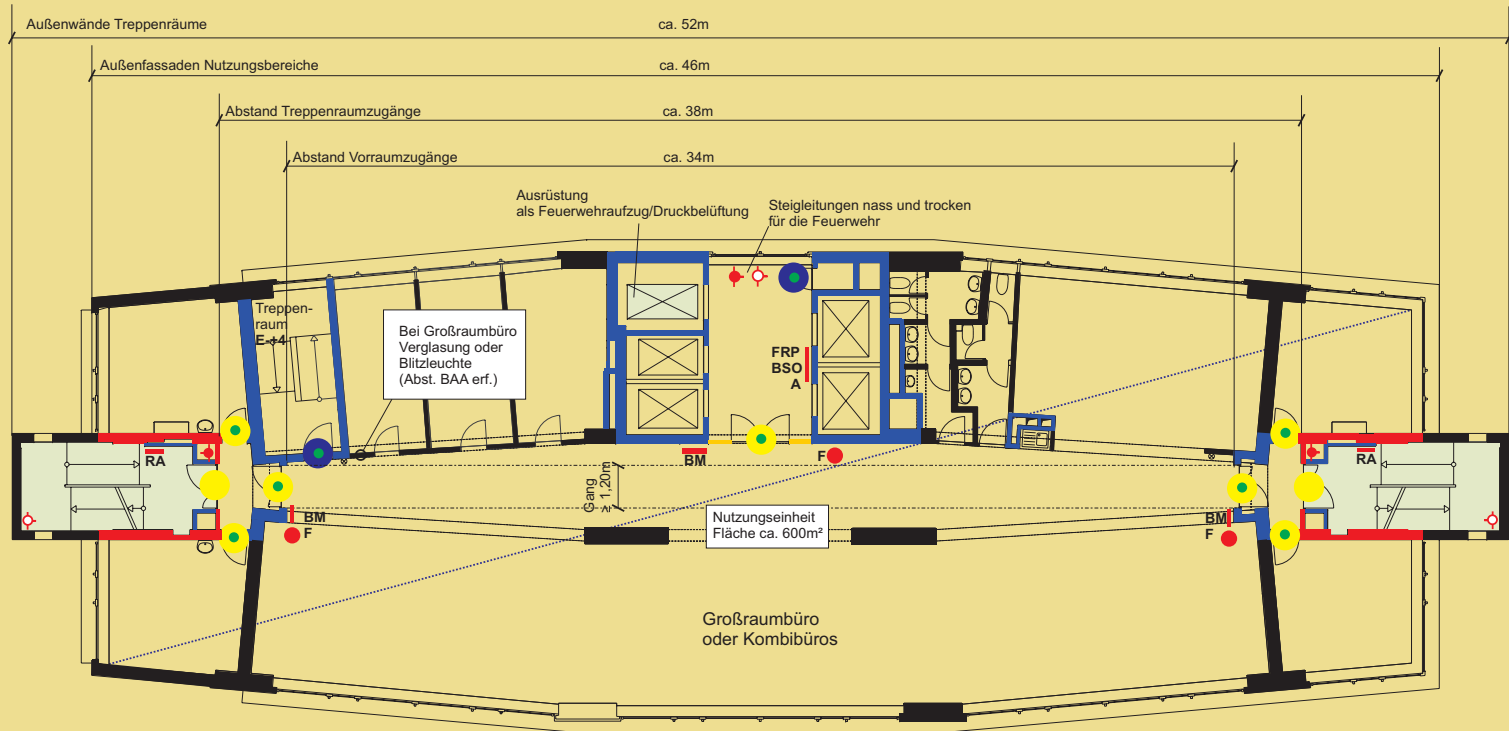 Außenwände Treppenräume
ca. 52m
Außenfassaden Nutzungsbereiche
ca. 46m
Abstand Treppenraumzugänge
ca. 38m
Abstand Vorraumzugänge
ca. 34m
Ausrüstung
als Feuerwehraufzug/Druckbelüftung
Steigleitungen nass und trocken
für die Feuerwehr
Treppen-
raum
E-+4
Bei Großraumbüro
Verglasung oder
Blitzleuchte
(Abst. BAA erf.)
FRP
BSO
A
RA
BM
F
RA
Gang
≥ 1,20m
BM
F
Nutzungseinheit
Fläche ca. 600m²
BM
F
Großraumbüro
oder Kombibüros